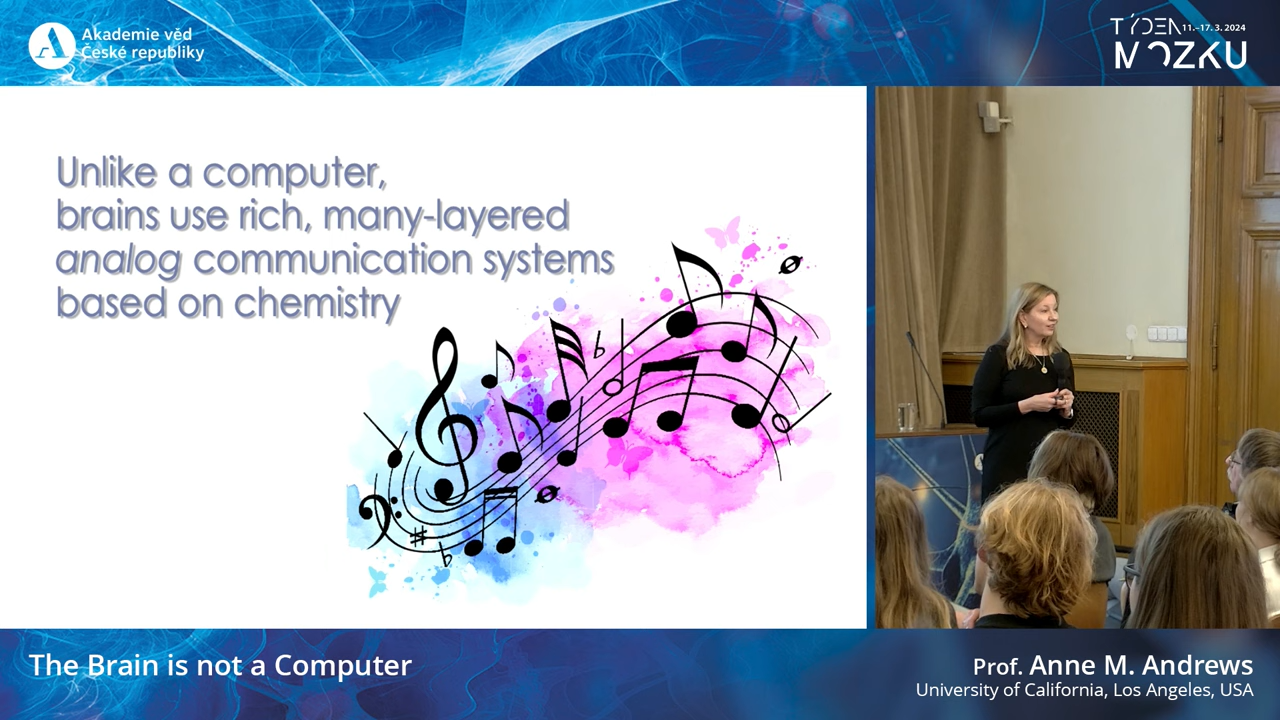 Akademie věd
České republiky
TÝDEN 11.–17. 3. 2024
MOZKU
Unlike a computer,
brains use rich, many-layered
analog communication systems
based on chemistry
The Brain is not a Computer
Prof. Anne M. Andrews
University of California, Los Angeles, USA